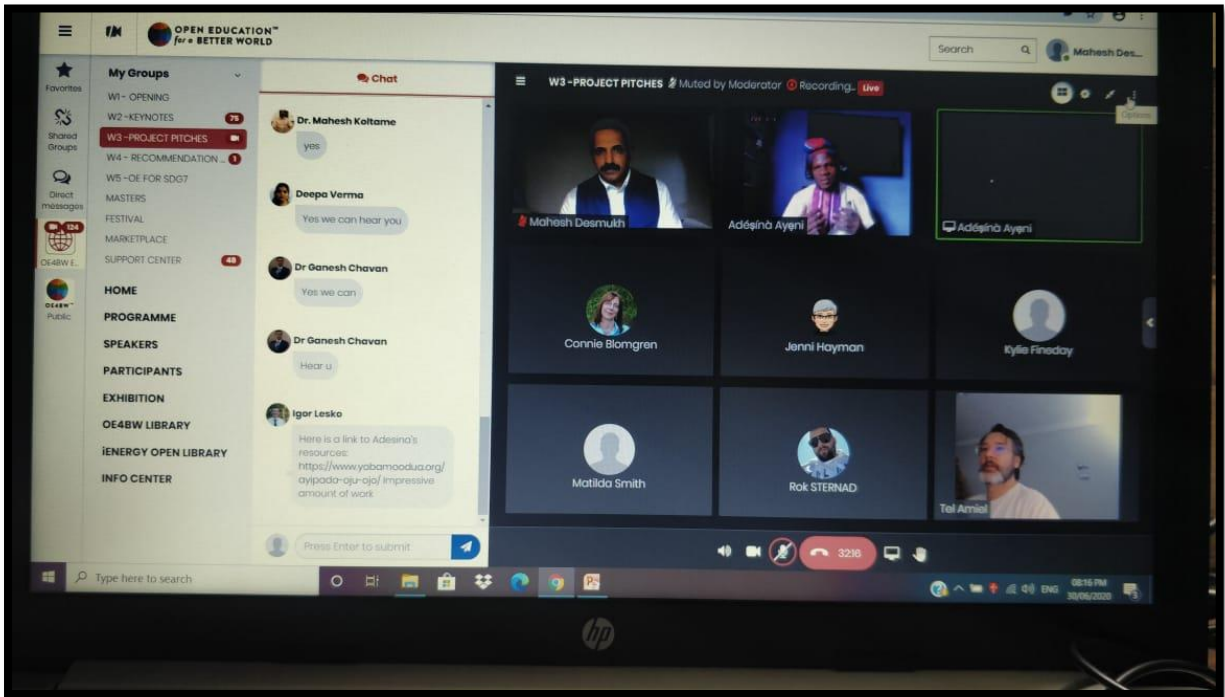 OPEN EDUCATION™
for a BETTER WORLD
Search
Mahesh Des...
Favorites
Shared
Groups
Direct
messages
124
OE4BW E..
OE4BW™
Public
My Groups
W1- OPENING
W2 -KEYNOTES 75
W3 -PROJECT PITCHES
W4 - RECOMMENDATION .. 1
W5 -OE FOR SDG7
MASTERS
FESTIVAL
MARKETPLACE
SUPPORT CENTER 48
HOME
PROGRAMME
SPEAKERS
PARTICIPANTS
EXHIBITION
OE4BW LIBRARY
iENERGY OPEN LIBRARY
INFO CENTER
Chat
Dr. Mahesh Koltame
yes
Deepa Verma
Yes we can hear you
Dr Ganesh Chavan
Yes we can
Dr Ganesh Chavan
Hear u
Igor Lesko
Here is a link to Adesina's
resources:
https://www.yobamoodua.org/
ayipada-oju-ojo/ Impressive
amount of work
Press Enter to submit
W3 -PROJECT PITCHES Muted by Moderator Recording.. Live
Options
Mahesh Desmukh
Adéṣínà Ayẹni
Adéṣínà Ayẹni
Connie Blomgren
Jenni Hayman
Kylie Fineday
Matilda Smith
Rok STERNAD
Tel Amiel
32:16
Type here to search
ENG
08:16 PM
30/06/2020
hp